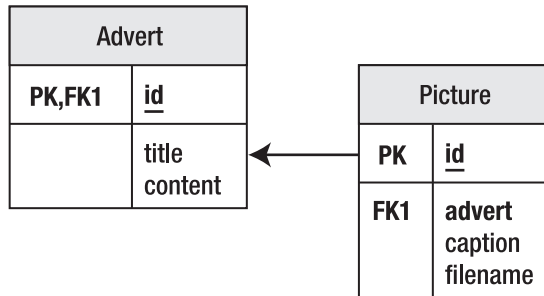 Advert
PK,FK1 id
title
content
Picture
PK id
FK1 advert
caption
filename